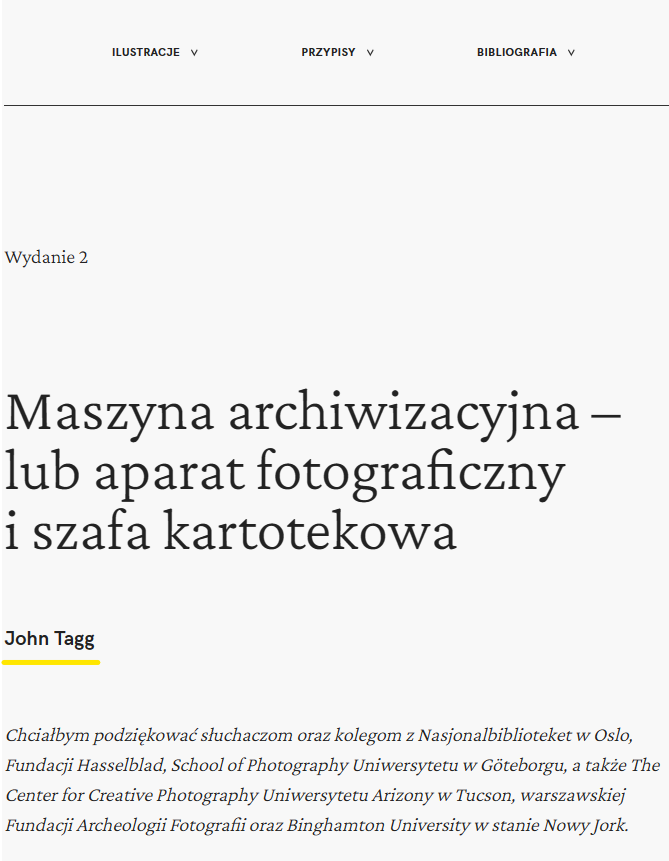 ILUSTRACJE PRZYPISY BIBLIOGRAFIA
Wydanie 2
Maszyna archiwizacyjna –
lub aparat fotograficzny
i szafa kartotekowa
John Tagg
Chciałbym podziękować słuchaczom oraz kolegom z Nasjonalbiblioteket w Oslo,
Fundacji Hasselblad, School of Photography Uniwersytetu w Göteborgu, a także The
Center for Creative Photography Uniwersytetu Arizony w Tucson, warszawskiej
Fundacji Archeologii Fotografii oraz Binghamton University w stanie Nowy Jork.